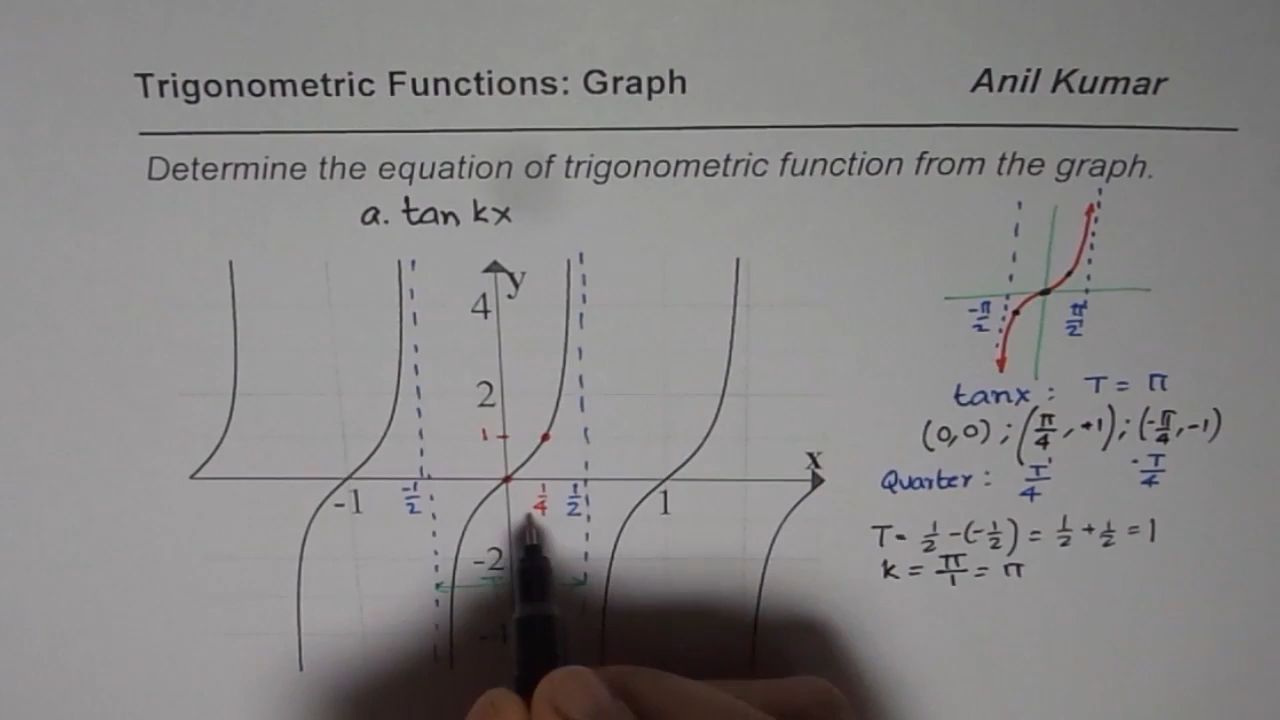 Trigonometric Functions: Graph Anil Kumar
Determine the equation of trigonometric function from the graph.
a. tan kx
y
4
2
1
x
-1 -1/2 1/4 1/2 1
-2
-π/2 π/2
tanx : T = π
(0,0) ; (π/4, +1) ; (-π/4, -1)
Quarter : T/4 -T/4
T = 1/2 - (-1/2) = 1/2 + 1/2 = 1
k = π/1 = π